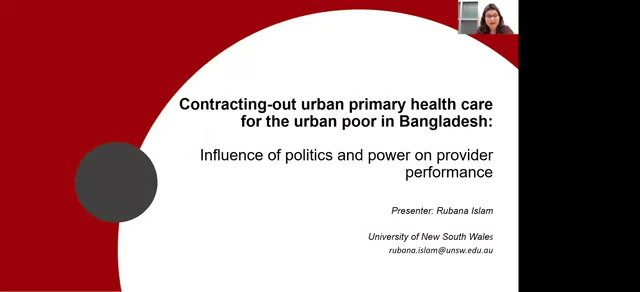 Contracting-out urban primary health care
for the urban poor in Bangladesh:
Influence of politics and power on provider
performance
Presenter: Rubana Islam
University of New South Wales
rubana.islam@unsw.edu.au